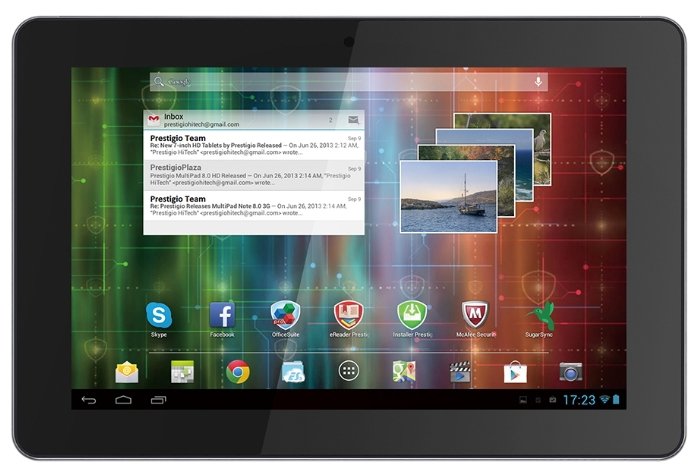 Google
Inbox
prestigiohitech@gmail.com
2
Prestigio Team
Sep 9
Re: New 7-inch HD Tablets by Prestigio Released — On Jun 26, 2013 2:12 AM,
"Prestigio HiTech" <prestigiohitech@gmail.com> wrote...
PrestigioPlaza
Sep 9
Prestigio MultiPad 8.0 HD Released — On Jun 26, 2013 2:14 AM, "Prestigio
HiTech" <prestigiohitech@gmail.com> wrote...
Prestigio Team
Sep 9
Re: Prestigio Releases MultiPad Note 8.0 3G — On Jun 26, 2013 2:14 AM,
"Prestigio HiTech" <prestigiohitech@gmail.com> wrote...
Skype
Facebook
OfficeSuite
eReader Prestig
Installer Prestig
McAfee Securit
SugarSync
17:23